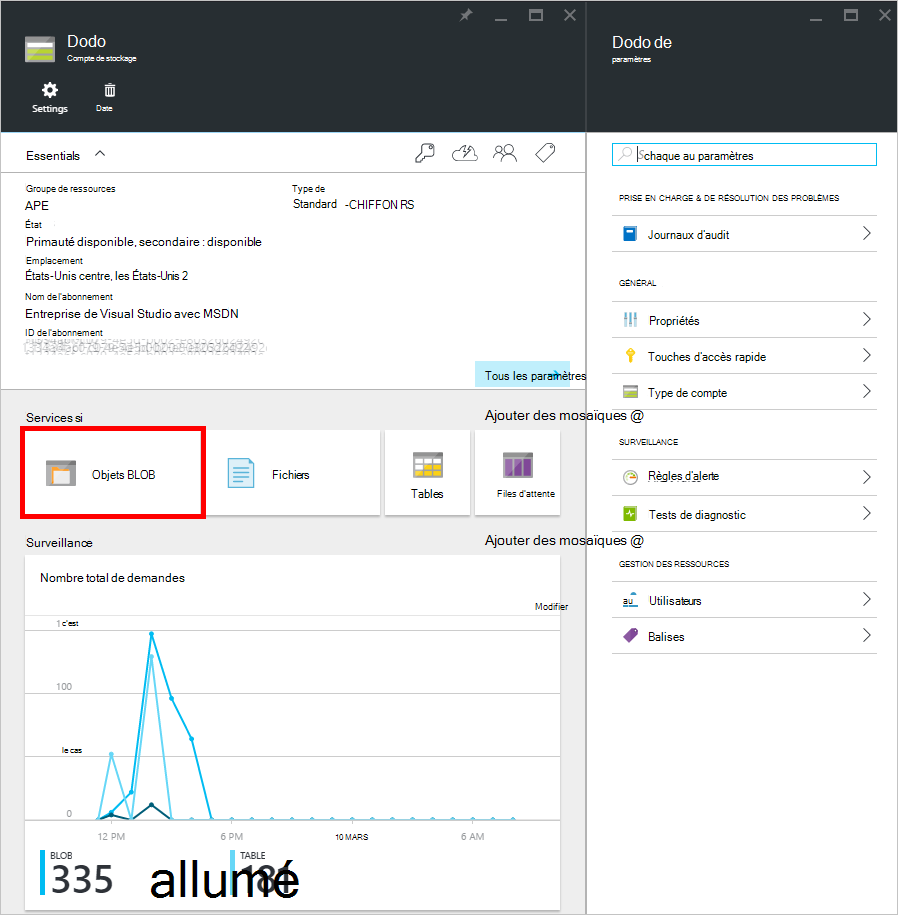 Dodo
Compte de stockage
Settings
Date
Essentials
Groupe de ressources
APE
Type de
Standard -CHIFFON RS
État
Primauté disponible, secondaire : disponible
Emplacement
États-Unis centre, les États-Unis 2
Nom de l'abonnement
Entreprise de Visual Studio avec MSDN
ID de l'abonnement
Tous les paramètres
Services si
Ajouter des mosaïques @
Objets BLOB
Fichiers
Tables
Files d'attente
Surveillance
Ajouter des mosaïques @
Nombre total de demandes
Modifier
1 c'est
100
le cas
0
12 PM
6 PM
10 MARS
6 AM
BLOB
335
allumé
TABLE
181
Dodo de
paramètres
Schaque au paramètres
PRISE EN CHARGE & DE RÉSOLUTION DES PROBLÈMES
Journaux d'audit
GÉNÉRAL
Propriétés
Touches d'accès rapide
Type de compte
SURVEILLANCE
Règles d'alerte
Tests de diagnostic
GESTION DES RESSOURCES
au
Utilisateurs
Balises